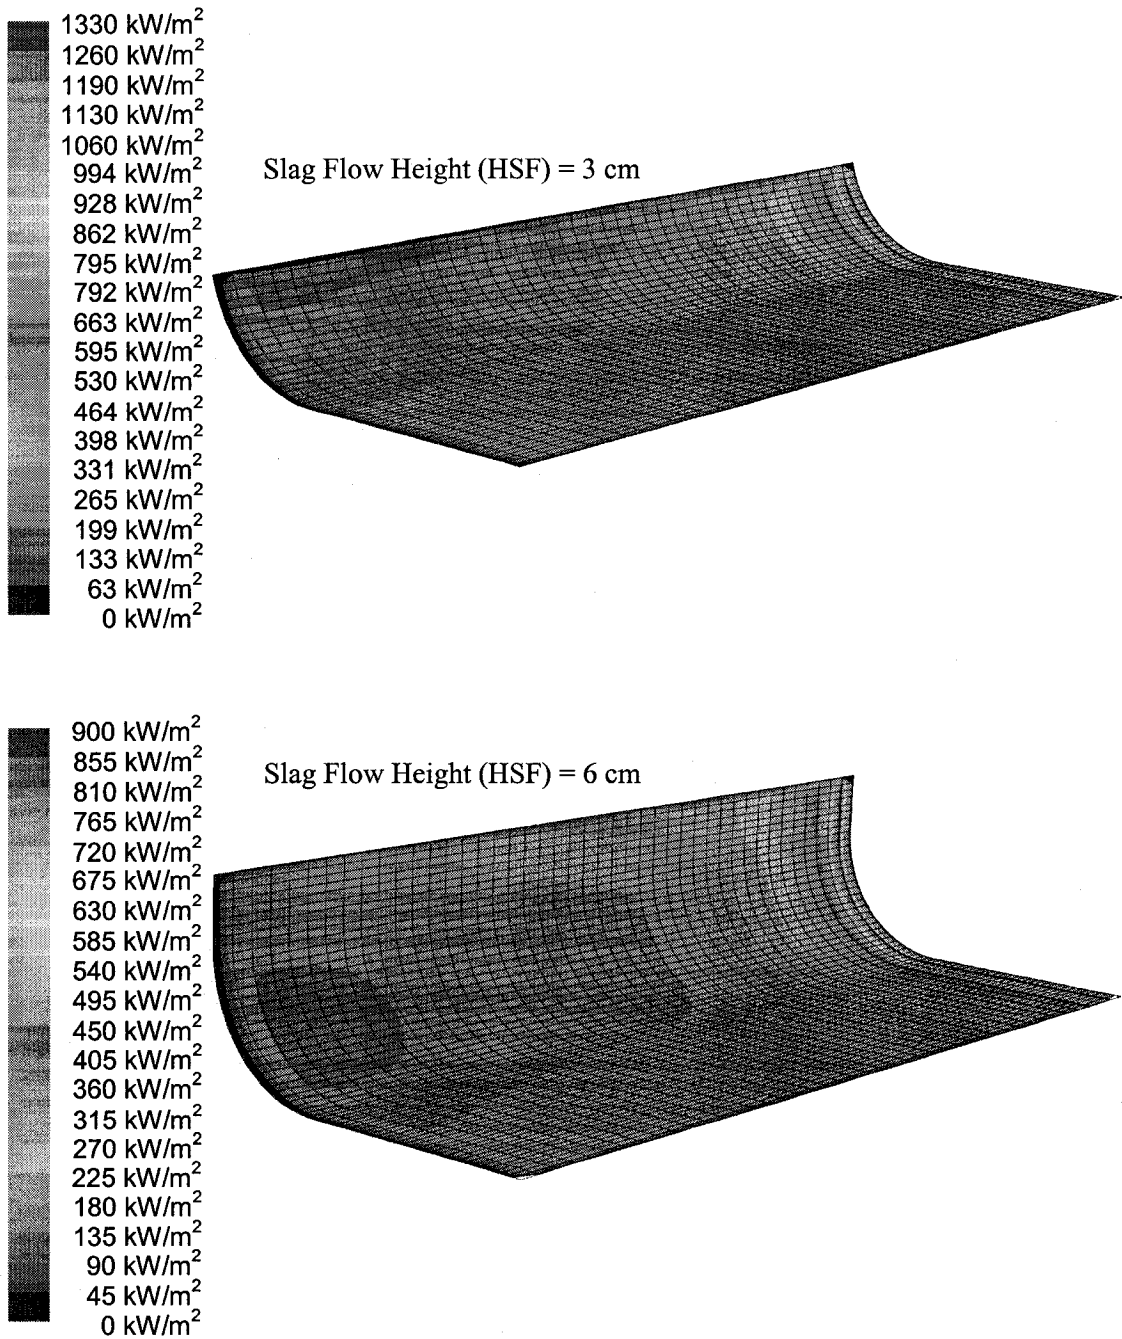 1330 kW/m²
1260 kW/m²
1190 kW/m²
1130 kW/m²
1060 kW/m²
994 kW/m²
Slag Flow Height (HSF) = 3 cm
928 kW/m²
862 kW/m²
795 kW/m²
792 kW/m²
663 kW/m²
595 kW/m²
530 kW/m²
464 kW/m²
398 kW/m²
331 kW/m²
265 kW/m²
199 kW/m²
133 kW/m²
63 kW/m²
0 kW/m²
900 kW/m²
855 kW/m²
Slag Flow Height (HSF) = 6 cm
810 kW/m²
765 kW/m²
720 kW/m²
675 kW/m²
630 kW/m²
585 kW/m²
540 kW/m²
495 kW/m²
450 kW/m²
405 kW/m²
360 kW/m²
315 kW/m²
270 kW/m²
225 kW/m²
180 kW/m²
135 kW/m²
90 kW/m²
45 kW/m²
0 kW/m²